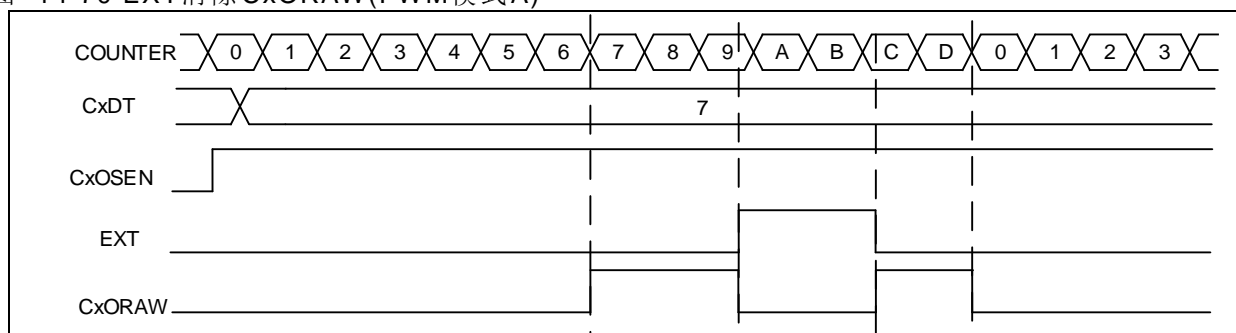 COUNTER 0 1 2 3 4 5 6 7 8 9 A B C D 0 1 2 3
CxDT 7
CxOSEN
EXT
CxORAW